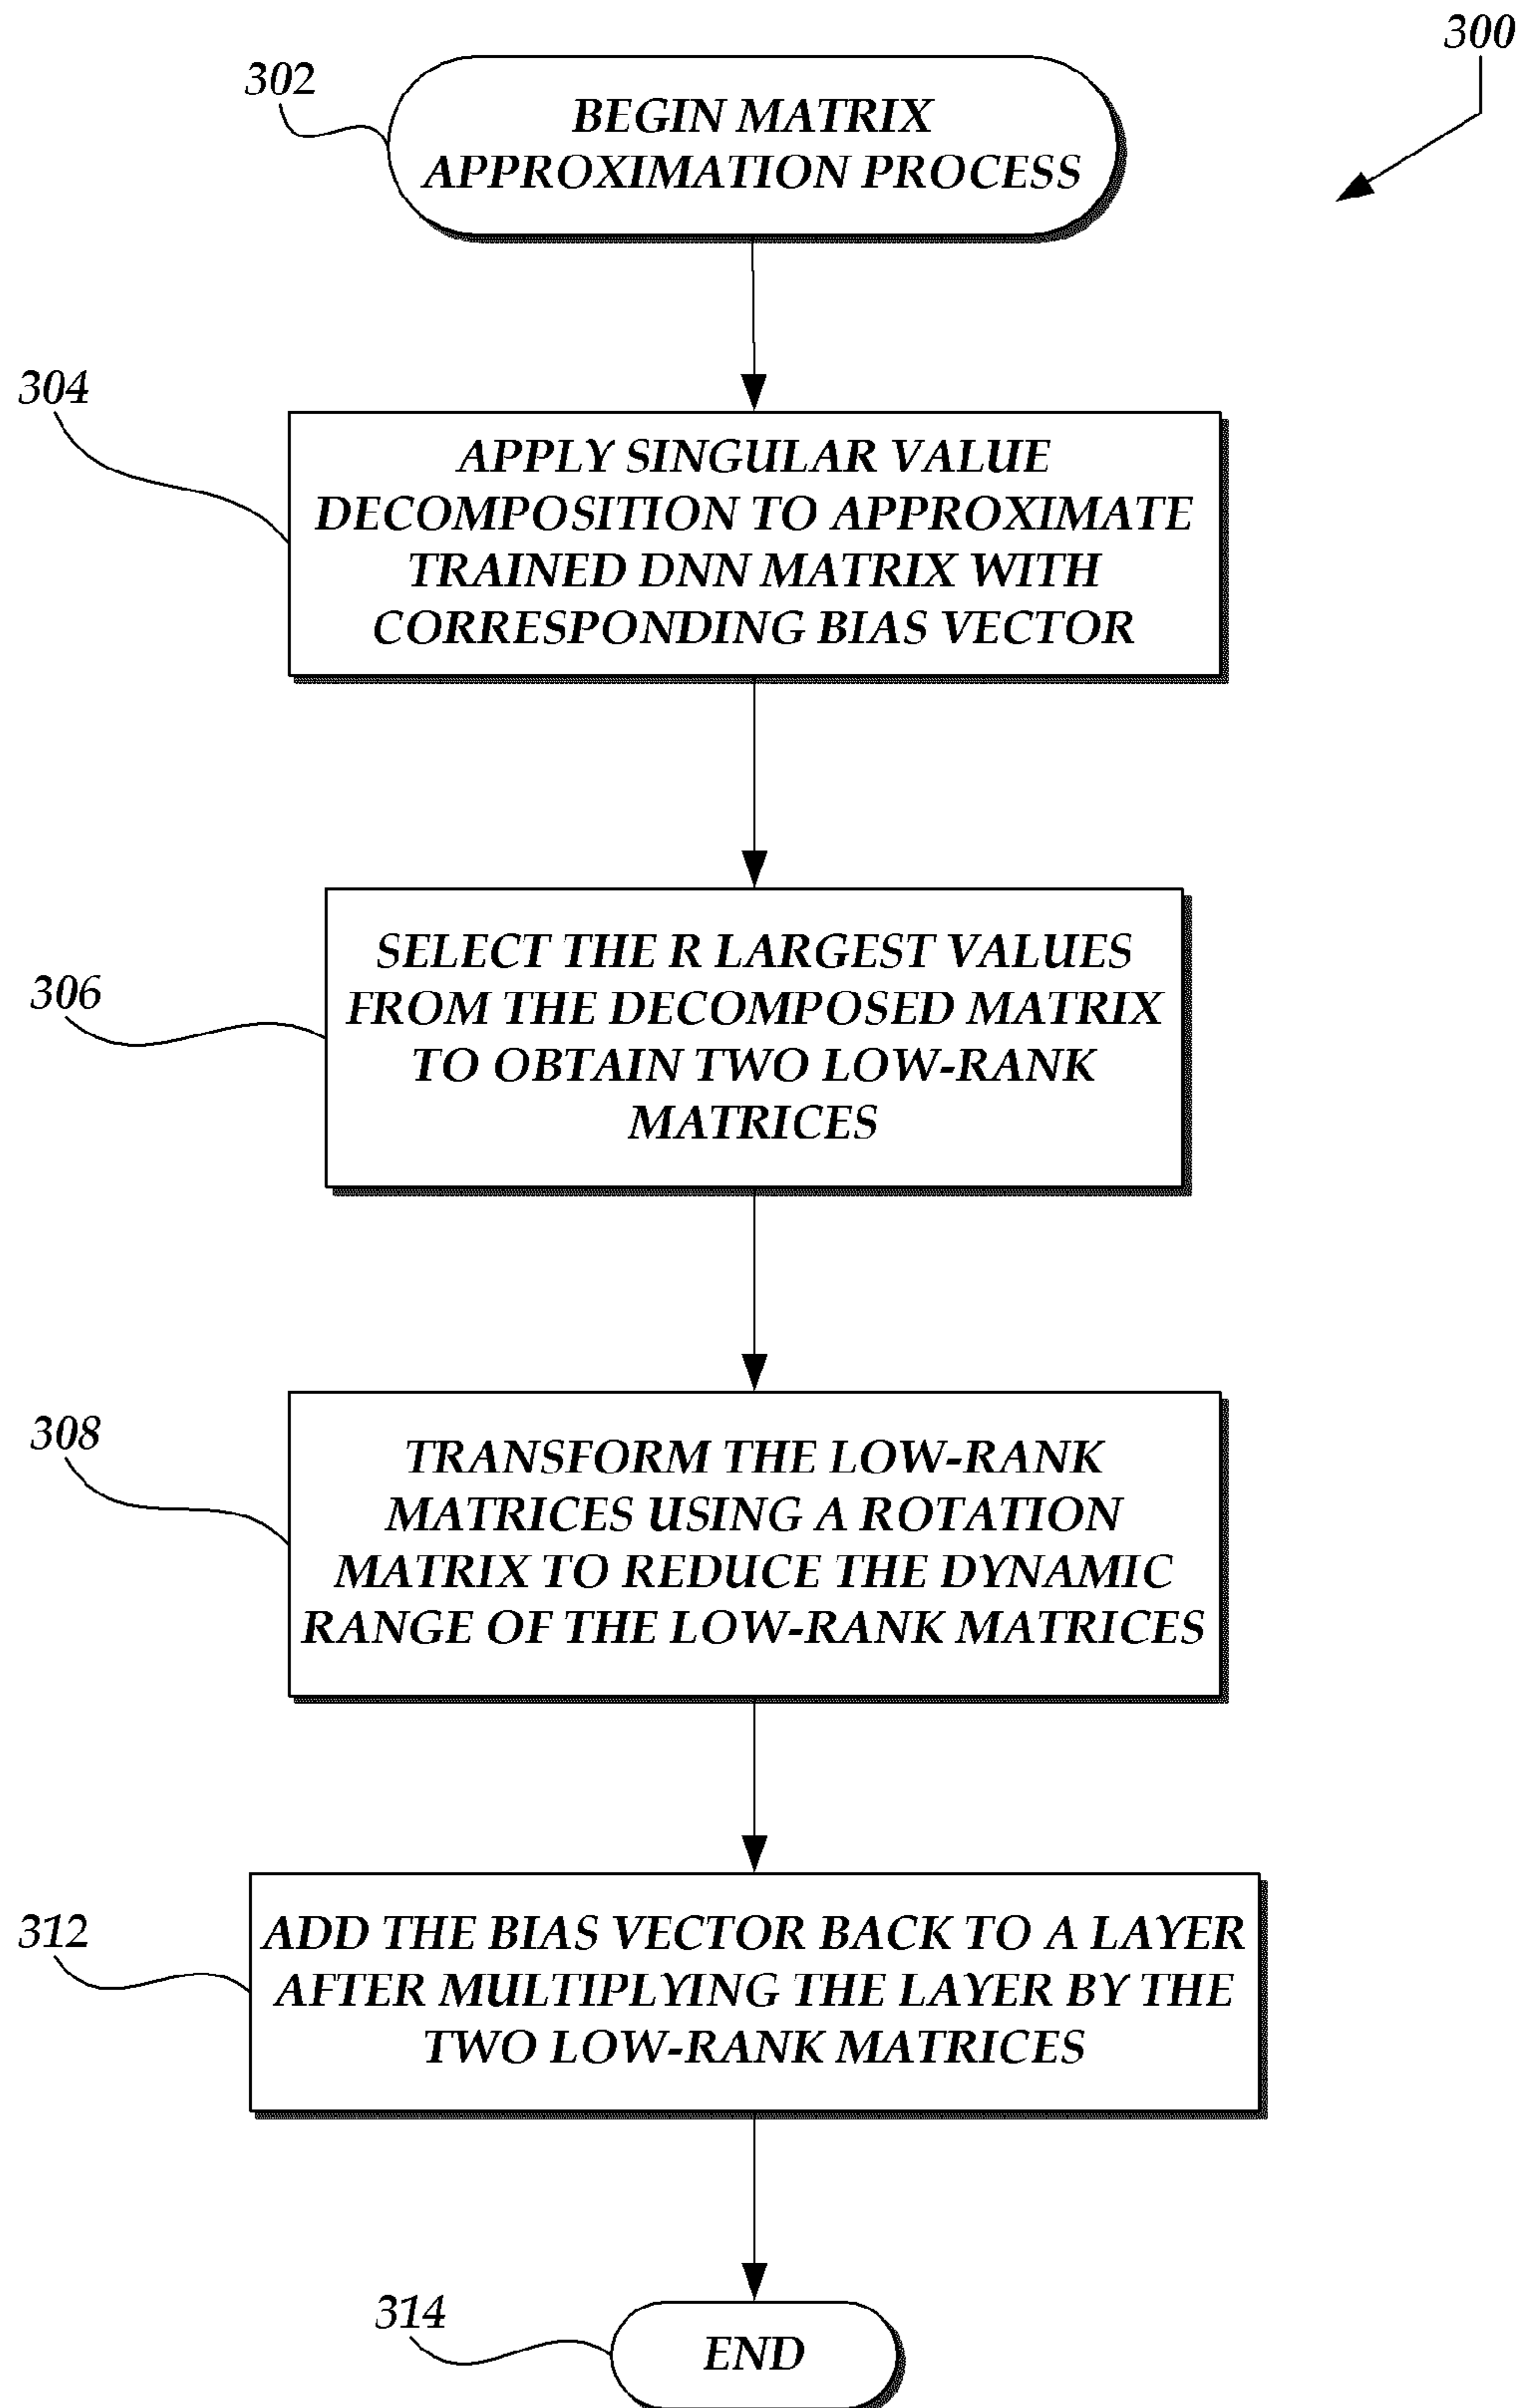 300
302
BEGIN MATRIX
APPROXIMATION PROCESS
304
APPLY SINGULAR VALUE
DECOMPOSITION TO APPROXIMATE
TRAINED DNN MATRIX WITH
CORRESPONDING BIAS VECTOR
306
SELECT THE R LARGEST VALUES
FROM THE DECOMPOSED MATRIX
TO OBTAIN TWO LOW-RANK
MATRICES
308
TRANSFORM THE LOW-RANK
MATRICES USING A ROTATION
MATRIX TO REDUCE THE DYNAMIC
RANGE OF THE LOW-RANK MATRICES
312
ADD THE BIAS VECTOR BACK TO A LAYER
AFTER MULTIPLYING THE LAYER BY THE
TWO LOW-RANK MATRICES
314
END